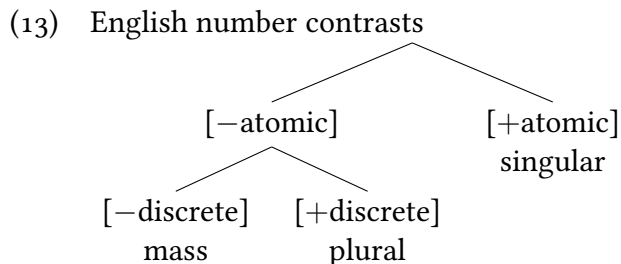 (13) English number contrasts
[−atomic] [+atomic]
singular
[−discrete] [+discrete]
mass plural